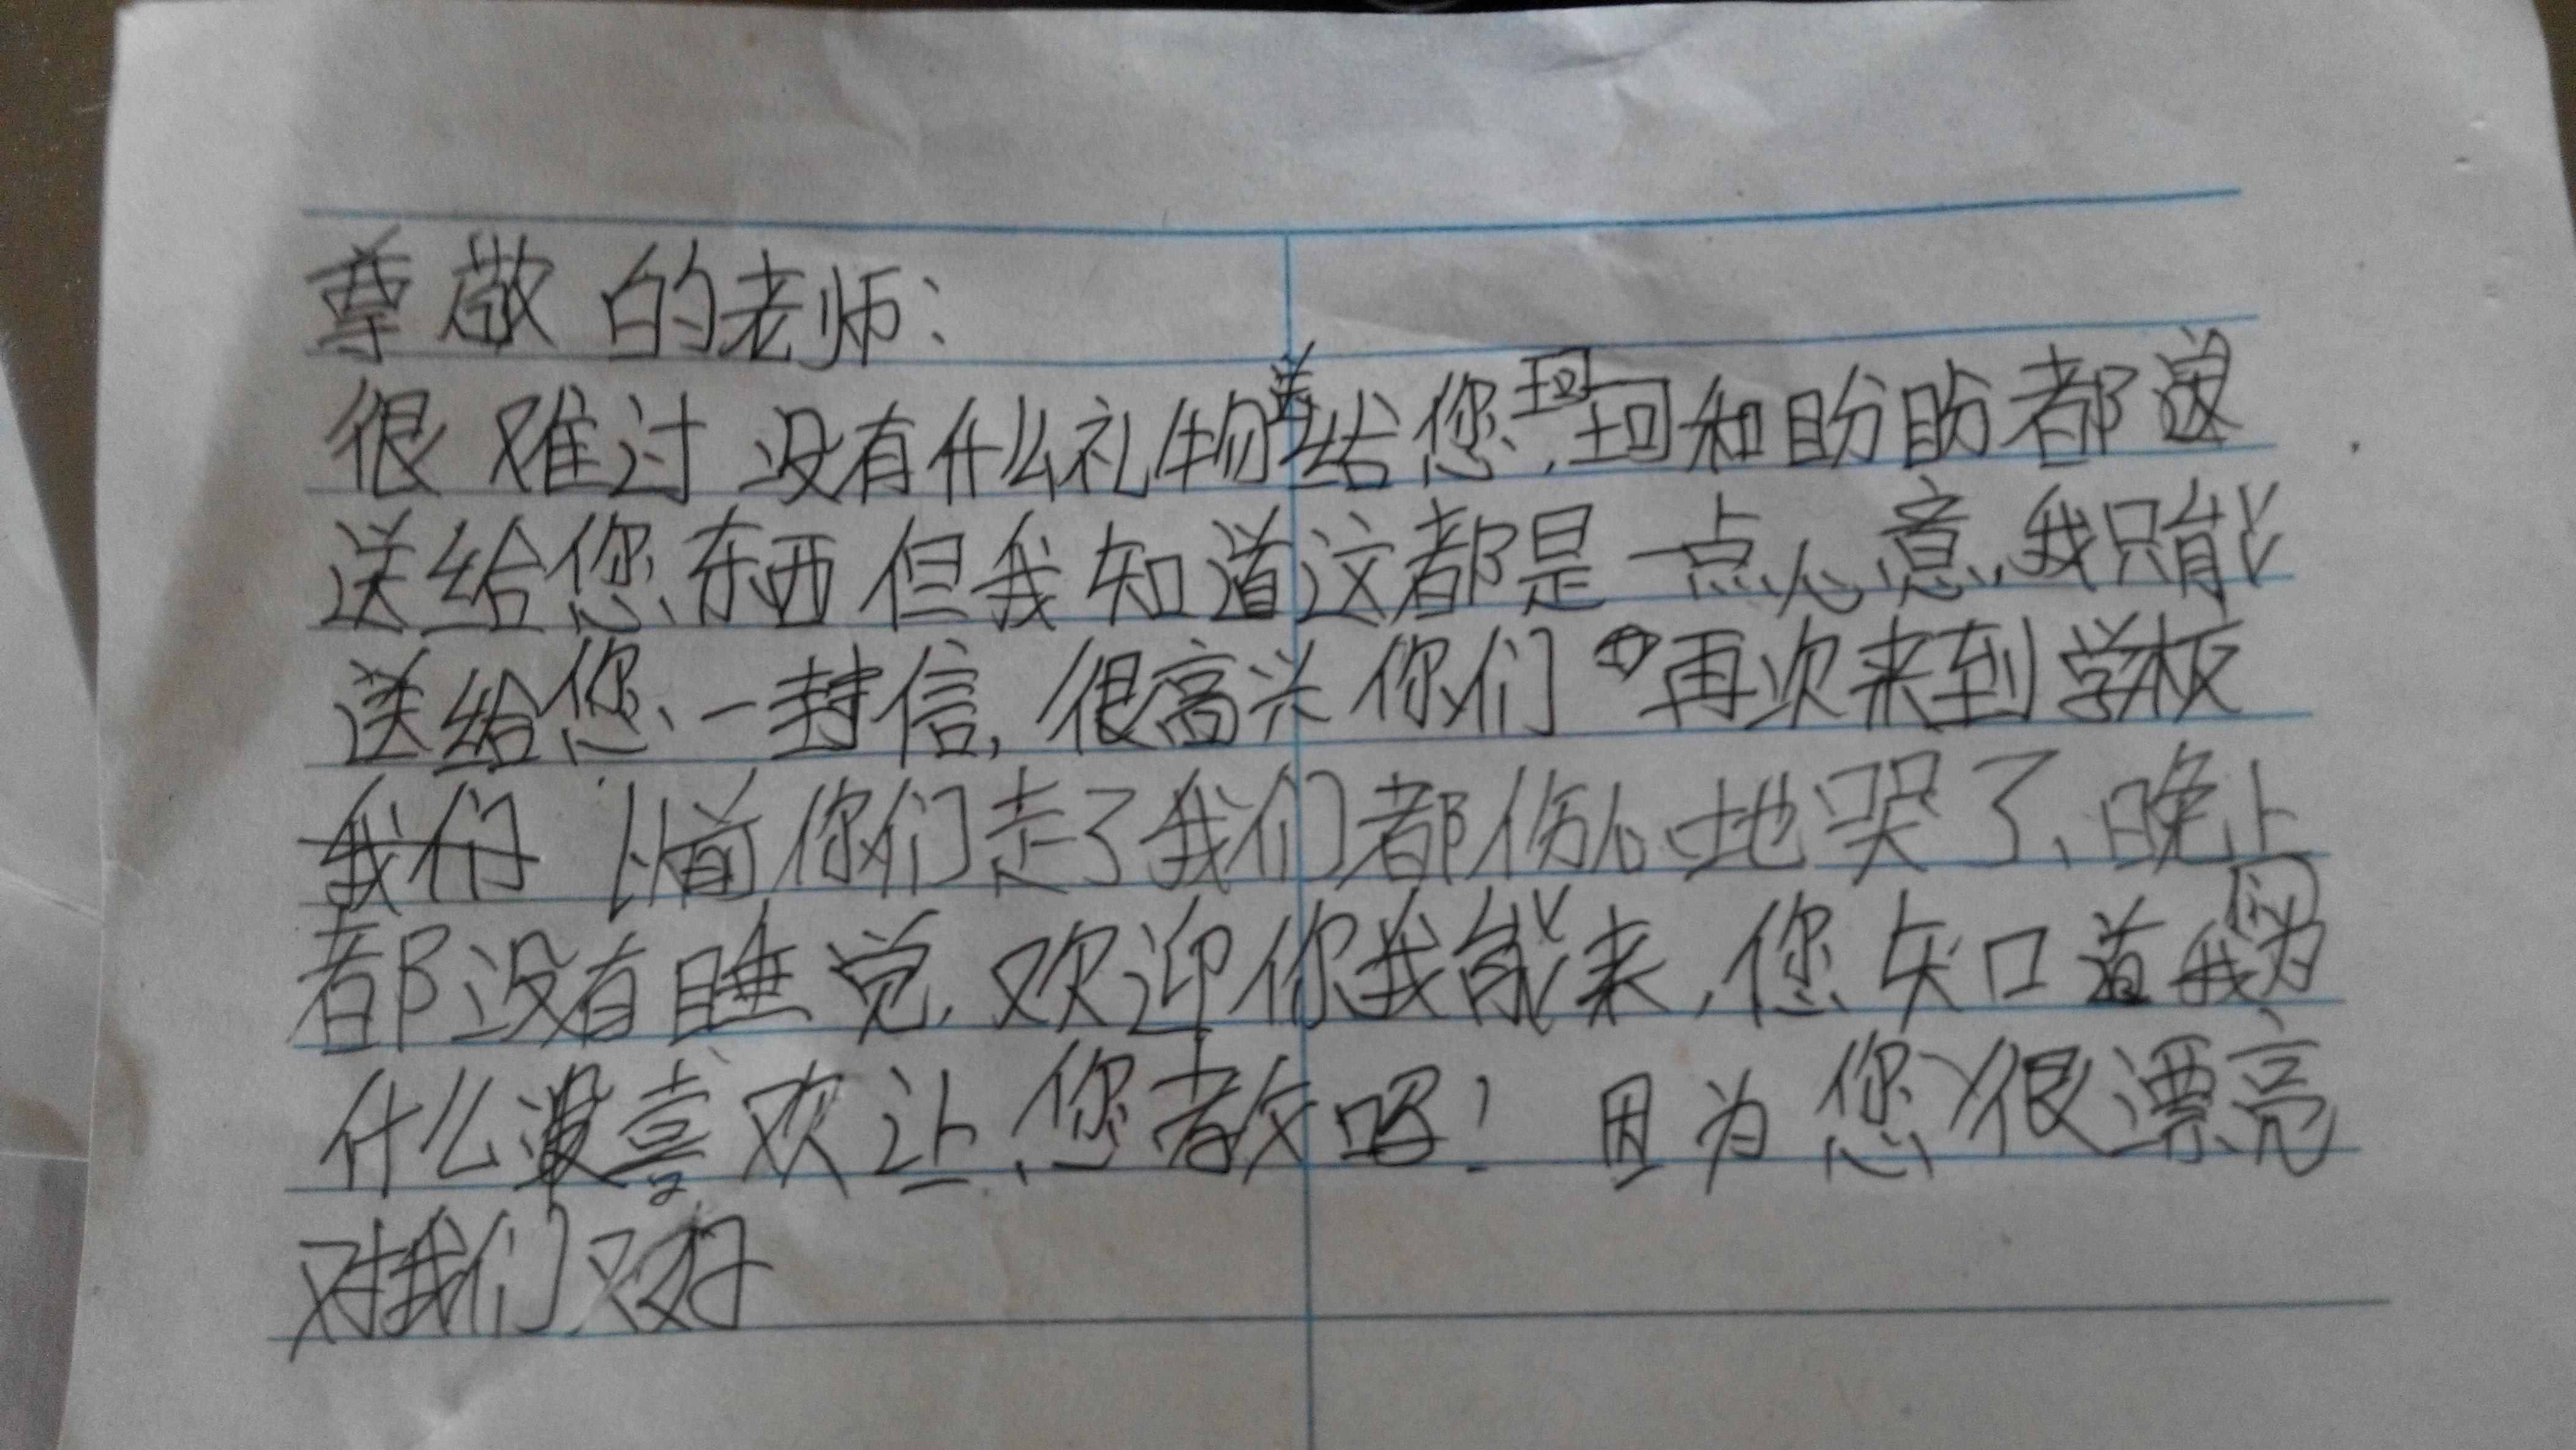 尊敬的老师：
很难过没有什么礼物送给您，和盼盼都送
送给您东西但我知道这都是一点心意，我只能
送给您一封信，很高兴你们再次来到学校
我们 以前你们走了我们都伤心地哭了、晚上
都没有睡觉，欢迎你我能来，您知道我们为
什么喜欢让您教吗！因为您很漂亮
对我们又好